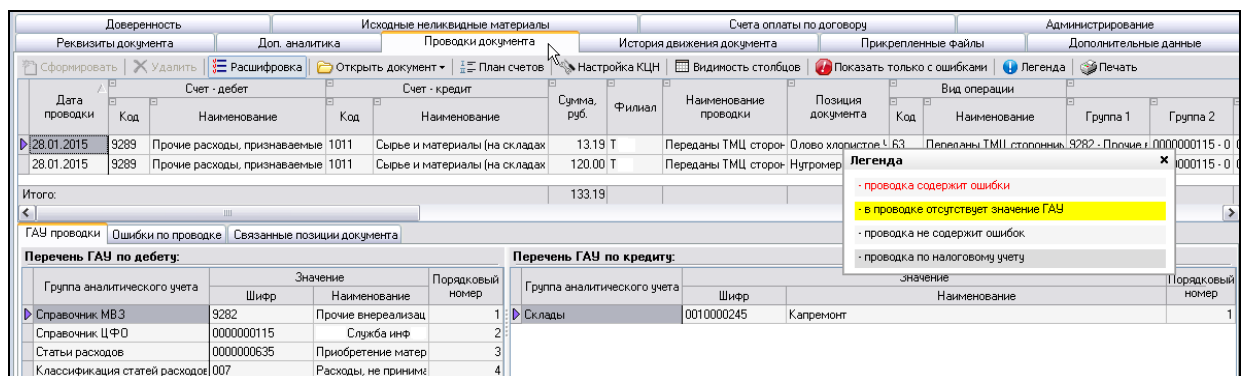 Доверенность Исходные неликвидные материалы Счета оплаты по договору Администрирование
Реквизиты документа Доп. аналитика Проводки документа История движения документа Прикрепленные файлы Дополнительные данные
Сформировать Удалить Расшифровка Открыть документ План счетов Настройка КЦН Видимость столбцов Показать только с ошибками Легенда Печать
Дата проводки Счет - дебет Счет - кредит Сумма, руб. Филиал Наименование проводки Позиция документа Вид операции
Код Наименование Код Наименование Код Наименование Группа 1 Группа 2
28.01.2015 9289 Прочие расходы, признаваемые 1011 Сырье и материалы (на складах 13.19 Т Переданы ТМЦ сторон Олово хлористое 63 Переданы ТМЦ сторонним 9282 - Прочие 0000000115 - 0
28.01.2015 9289 Прочие расходы, признаваемые 1011 Сырье и материалы (на складах 120.00 Т Переданы ТМЦ сторон Нутромер 0000115 - 0
Итого: 133.19
Легенда
- проводка содержит ошибки
- в проводке отсутствует значение ГАУ
- проводка не содержит ошибок
- проводка по налоговому учету
ГАУ проводки Ошибки по проводке Связанные позиции документа
Перечень ГАУ по дебету: Перечень ГАУ по кредиту:
Группа аналитического учета Значение Порядковый номер Группа аналитического учета Значение Порядковый номер
Шифр Наименование Шифр Наименование
Справочник МВЗ 9282 Прочие внереализац 1 Склады 0010000245 Капремонт 1
Справочник ЦФО 0000000115 Служба инф 2
Статьи расходов 0000000635 Приобретение матер 3
Классификация статей расходов 007 Расходы, не принима 4